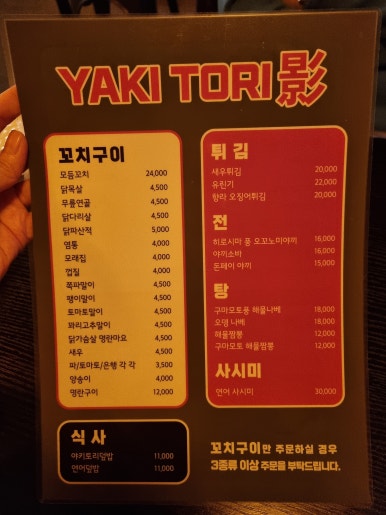 YAKI TORI 影
꼬치구이
모듬꼬치 24,000
닭목살 4,500
무릎연골 4,500
닭다리살 4,500
닭파산적 5,000
염통 4,000
모래집 4,000
껍질 4,000
쪽파말이 4,500
팽이말이 4,500
토마토말이 4,500
꽈리고추말이 4,500
닭가슴살 명란마요 4,500
새우 4,500
파/토마토/은행 각 각 3,500
양송이 4,000
명란구이 12,000
식 사
야키토리덮밥 11,000
연어덮밥 11,000
튀 김
새우튀김 20,000
유린기 22,000
항라 오징어튀김 20,000
전
히로시마 풍 오꼬노미야끼 16,000
야끼소바 16,000
돈페이 야끼 15,000
탕
구마모토풍 해물나베 18,000
오뎅 나베 18,000
해물짬뽕 12,000
구마모토 해물짬뽕 12,000
사시미
연어 사시미 30,000
꼬치구이만 주문하실 경우
3종류 이상 주문을 부탁드립니다.